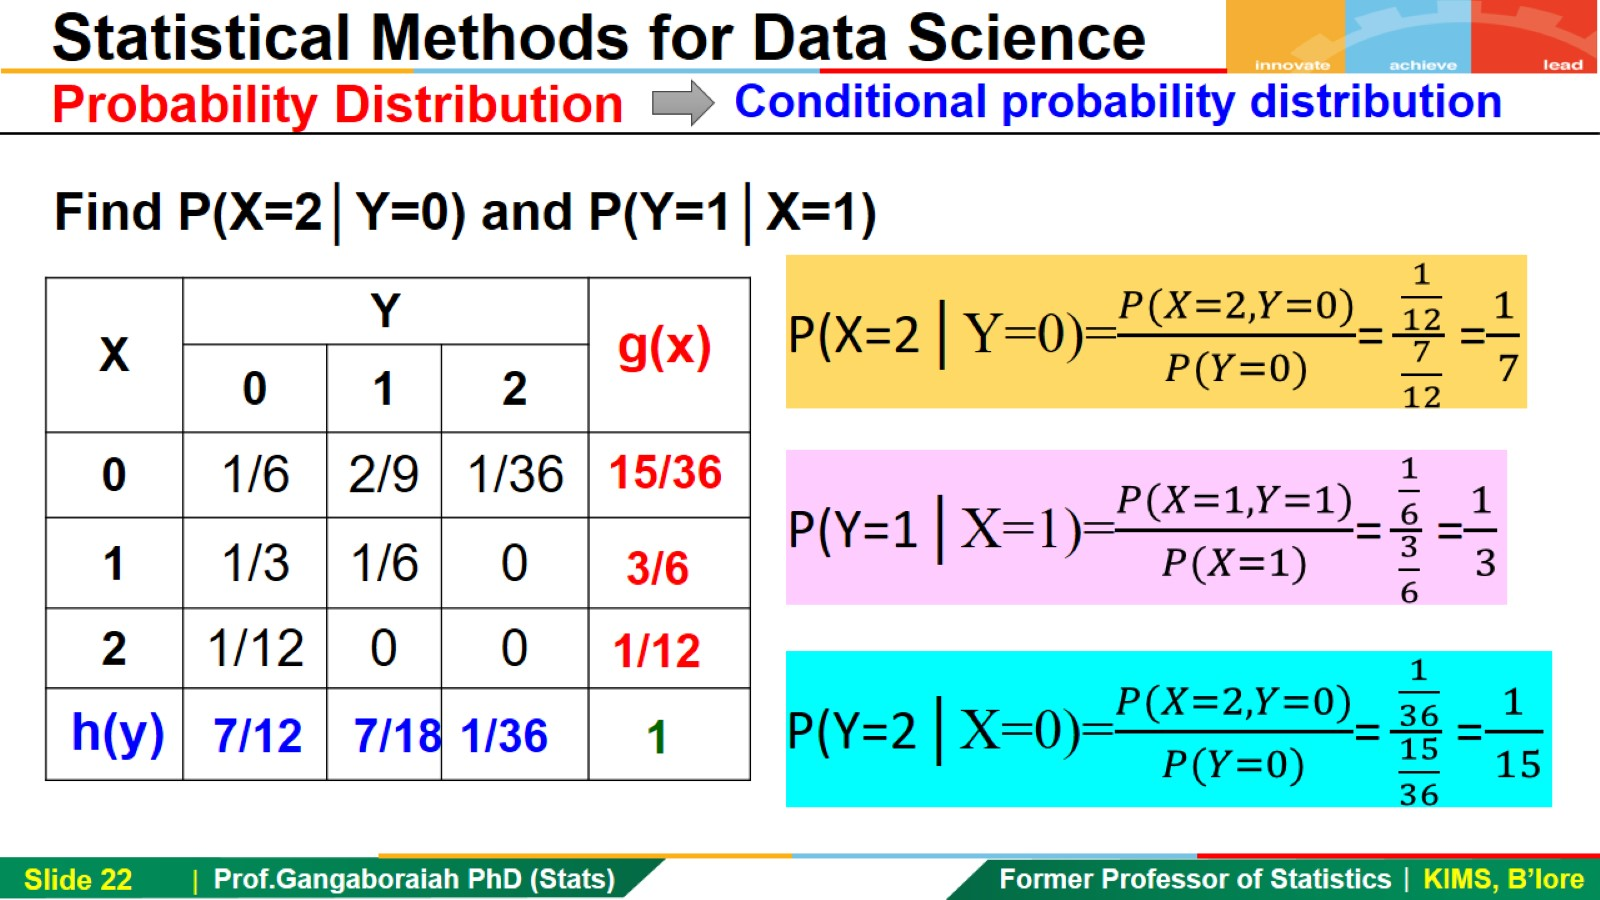 Statistical Methods for Data Science
innovate achieve lead
Probability Distribution Conditional probability distribution
Find P(X=2│Y=0) and P(Y=1│X=1)
X Y g(x)
0 1 2
0 1/6 2/9 1/36 15/36
1 1/3 1/6 0 3/6
2 1/12 0 0 1/12
h(y) 7/12 7/18 1/36 1
P(X=2 | Y=0)= P(X=2,Y=0)/P(Y=0) = (1/12)/(7/12) = 1/7
P(Y=1 | X=1)= P(X=1,Y=1)/P(X=1) = (1/6)/(3/6) = 1/3
P(Y=2 | X=0)= P(X=2,Y=0)/P(Y=0) = (1/36)/(15/36) = 1/15
Slide 22 | Prof.Gangaboraiah PhD (Stats) Former Professor of Statistics | KIMS, B’lore